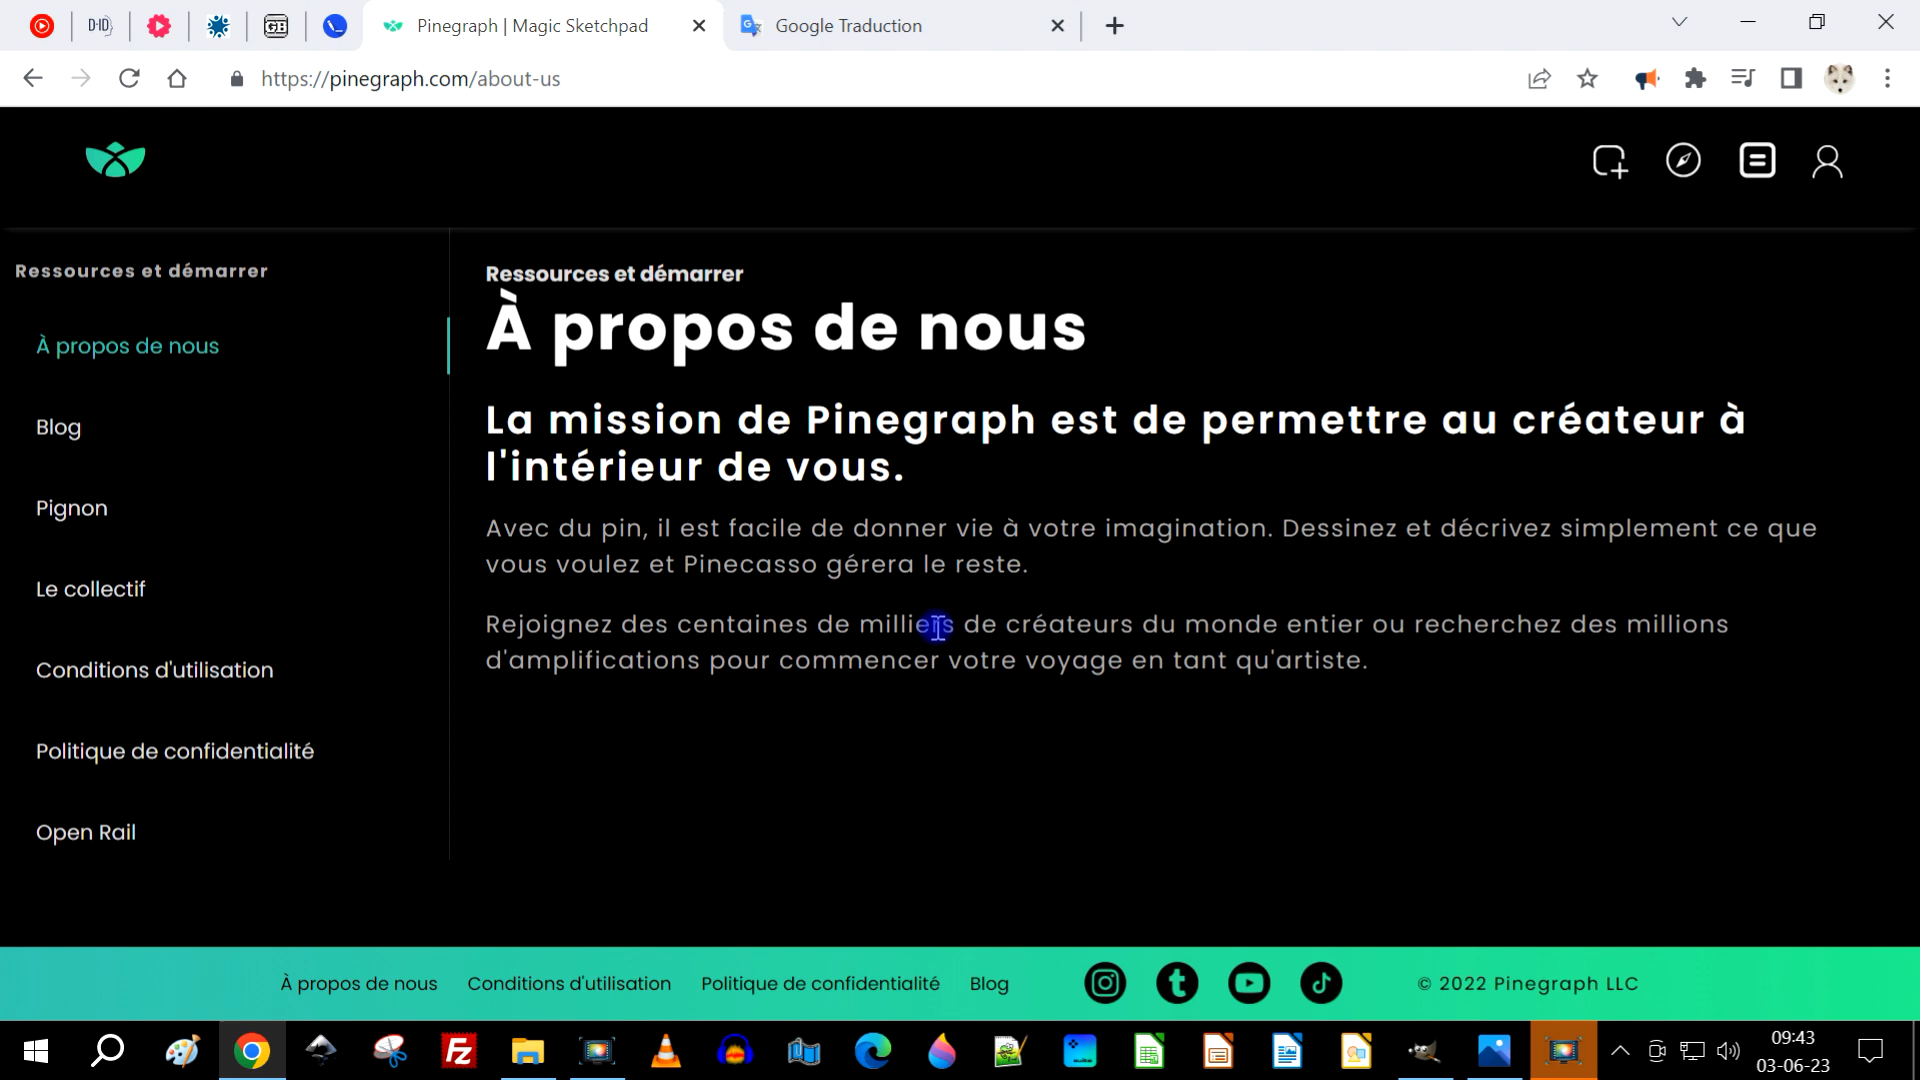 D-ID
Pinegraph | Magic Sketchpad
Google Traduction
https://pinegraph.com/about-us
Ressources et démarrer
À propos de nous
Blog
Pignon
Le collectif
Conditions d'utilisation
Politique de confidentialité
Open Rail
Ressources et démarrer
À propos de nous
La mission de Pinegraph est de permettre au créateur à
l'intérieur de vous.
Avec du pin, il est facile de donner vie à votre imagination. Dessinez et décrivez simplement ce que
vous voulez et Pinecasso gérera le reste.
Rejoignez des centaines de milliers de créateurs du monde entier ou recherchez des millions
d'amplifications pour commencer votre voyage en tant qu'artiste.
À propos de nous Conditions d'utilisation Politique de confidentialité Blog © 2022 Pinegraph LLC
Fz
09:43
03-06-23